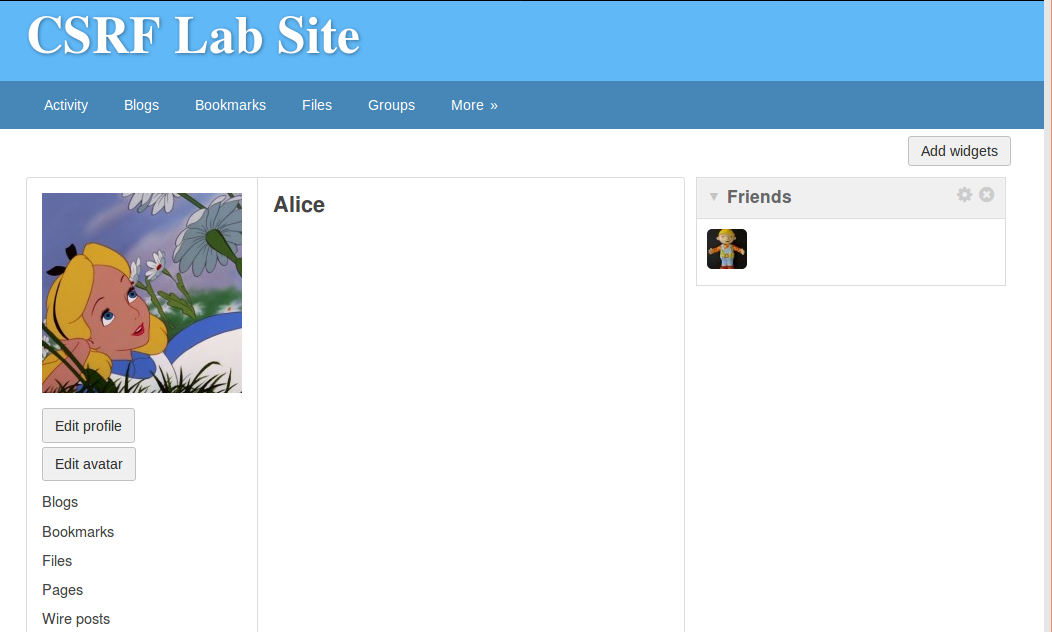 CSRF Lab Site
Activity Blogs Bookmarks Files Groups More »
Add widgets
Alice
Friends
Edit profile
Edit avatar
Blogs
Bookmarks
Files
Pages
Wire posts